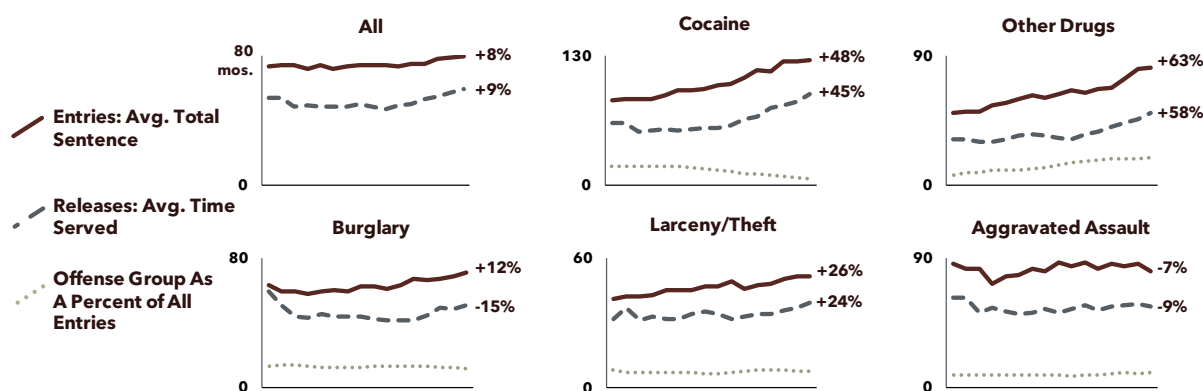 All
80
mos.
+8%
+9%
0
Cocaine
130
+48%
+45%
0
Other Drugs
90
+63%
+58%
0
Entries: Avg. Total
Sentence
Releases: Avg. Time
Served
Offense Group As
A Percent of All
Entries
Burglary
80
+12%
-15%
0
Larceny/Theft
60
+26%
+24%
0
Aggravated Assault
90
-7%
-9%
0